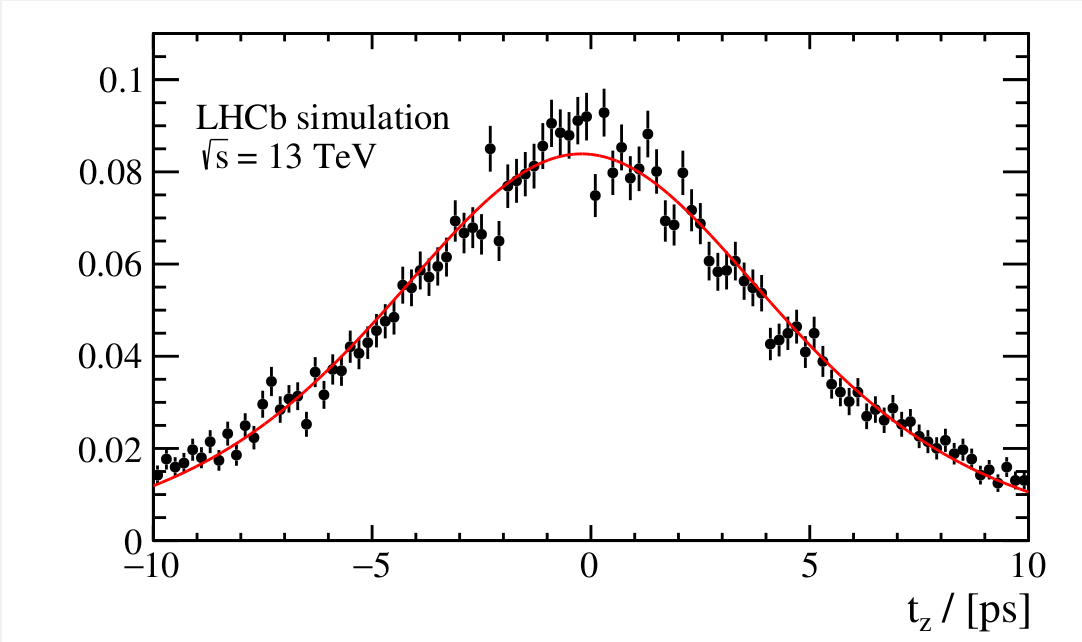 0.1
LHCb simulation
√s = 13 TeV
0.08
0.06
0.04
0.02
0
−10 −5 0 5 10
t_z / [ps]